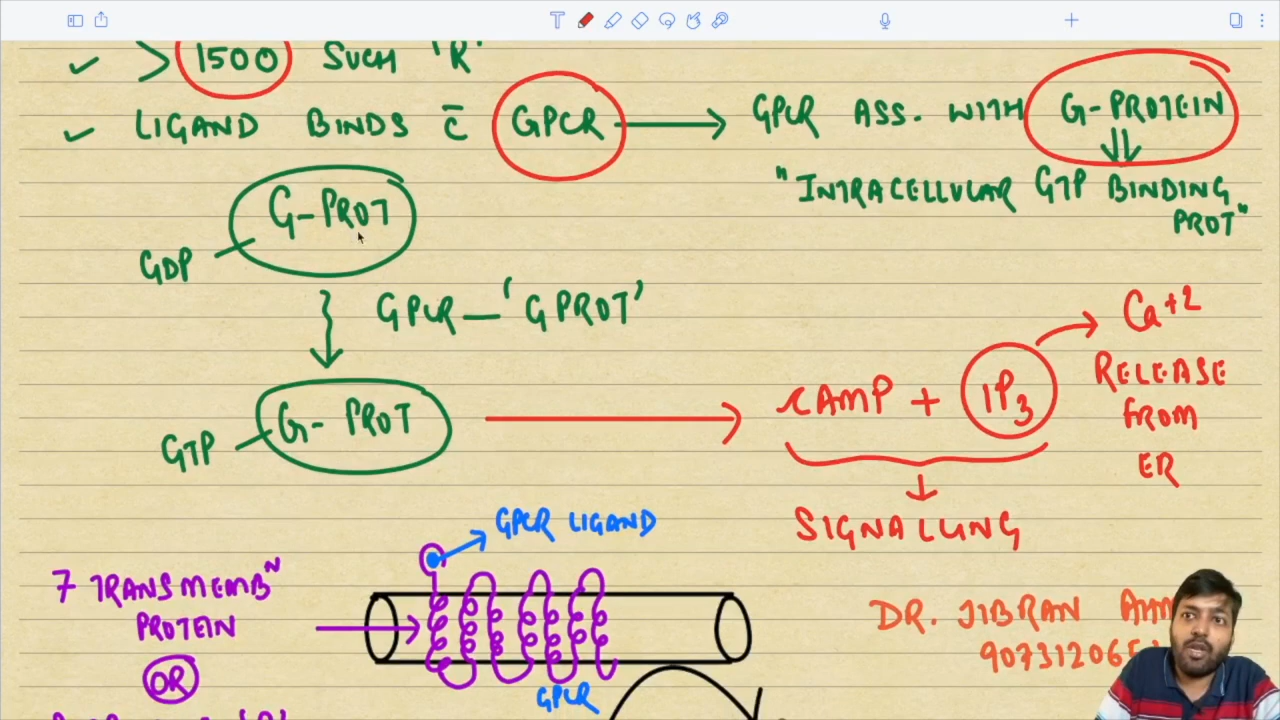 ✓ > 1500 SUCH 'R'
✓ LIGAND BINDS c̄ GPCR → GPCR ASS. WITH G-PROTEIN
"INTRACELLULAR GTP BINDING PROT"
G-PROT
GDP
GPCR — 'GPROT'
G-PROT
GTP
cAMP + IP3
Ca+2
RELEASE
FROM
ER
SIGNALLING
GPCR LIGAND
7 TRANSMEMBN
PROTEIN
OR
GPCR
DR. JIBRAN